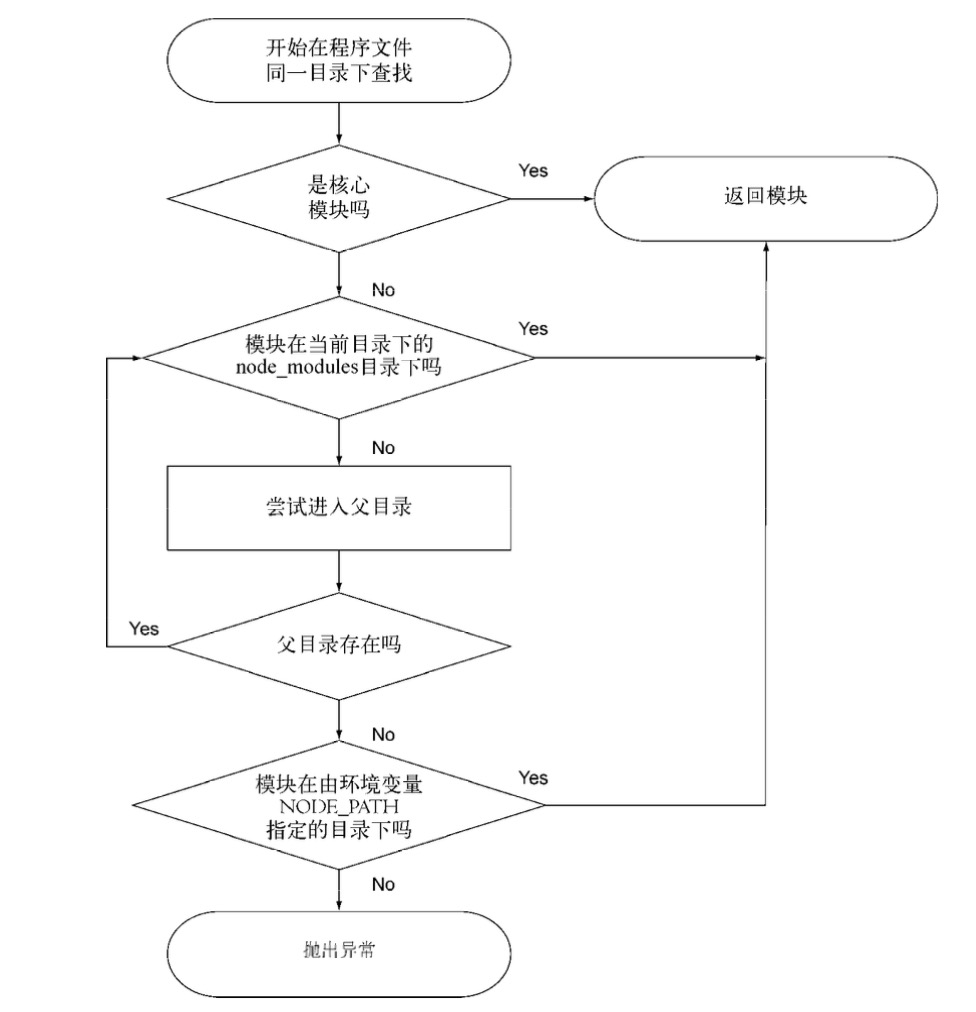 开始在程序文件
同一目录下查找
是核心
模块吗
Yes
返回模块
No
模块在当前目录下的
node_modules目录下吗
Yes
No
尝试进入父目录
父目录存在吗
Yes
No
模块在由环境变量
NODE_PATH
指定的目录下吗
Yes
No
抛出异常